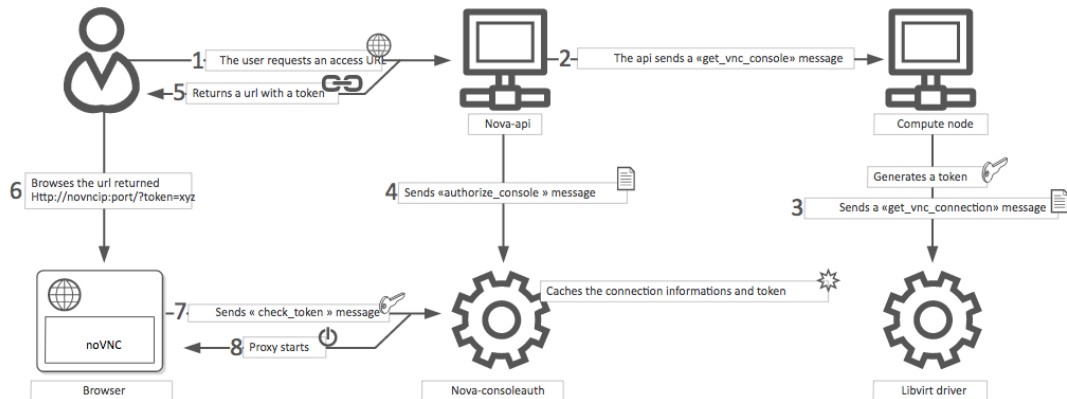 1
The user requests an access URL
2
The api sends a «get_vnc_console» message
5
Returns a url with a token
Nova-api
Compute node
6
Browses the url returned
Http://novncip:port/?token=xyz
4
Sends «authorize_console » message
Generates a token
3
Sends a «get_vnc_connection» message
Caches the connection informations and token
7
Sends « check_token » message
8
Proxy starts
noVNC
Browser
Nova-consoleauth
Libvirt driver